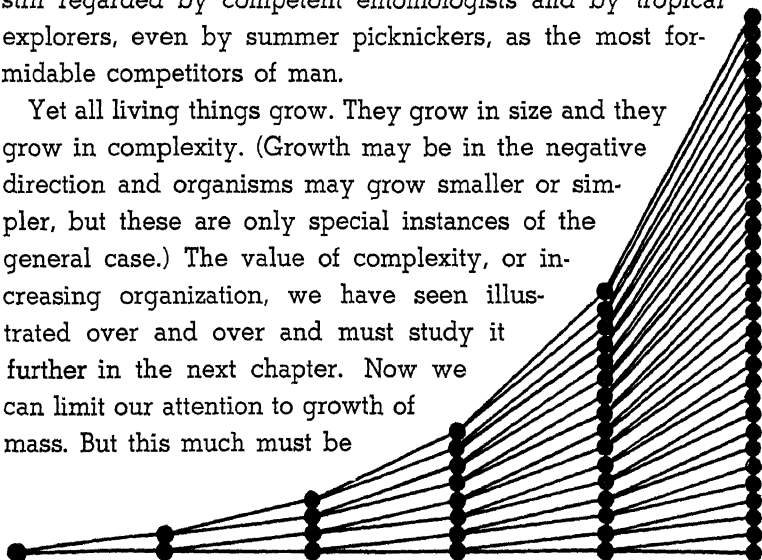 still regarded by competent entomologists and by tropical
explorers, even by summer picknickers, as the most for-
midable competitors of man.
Yet all living things grow. They grow in size and they
grow in complexity. (Growth may be in the negative
direction and organisms may grow smaller or sim-
pler, but these are only special instances of the
general case.) The value of complexity, or in-
creasing organization, we have seen illus-
trated over and over and must study it
further in the next chapter. Now we
can limit our attention to growth of
mass. But this much must be